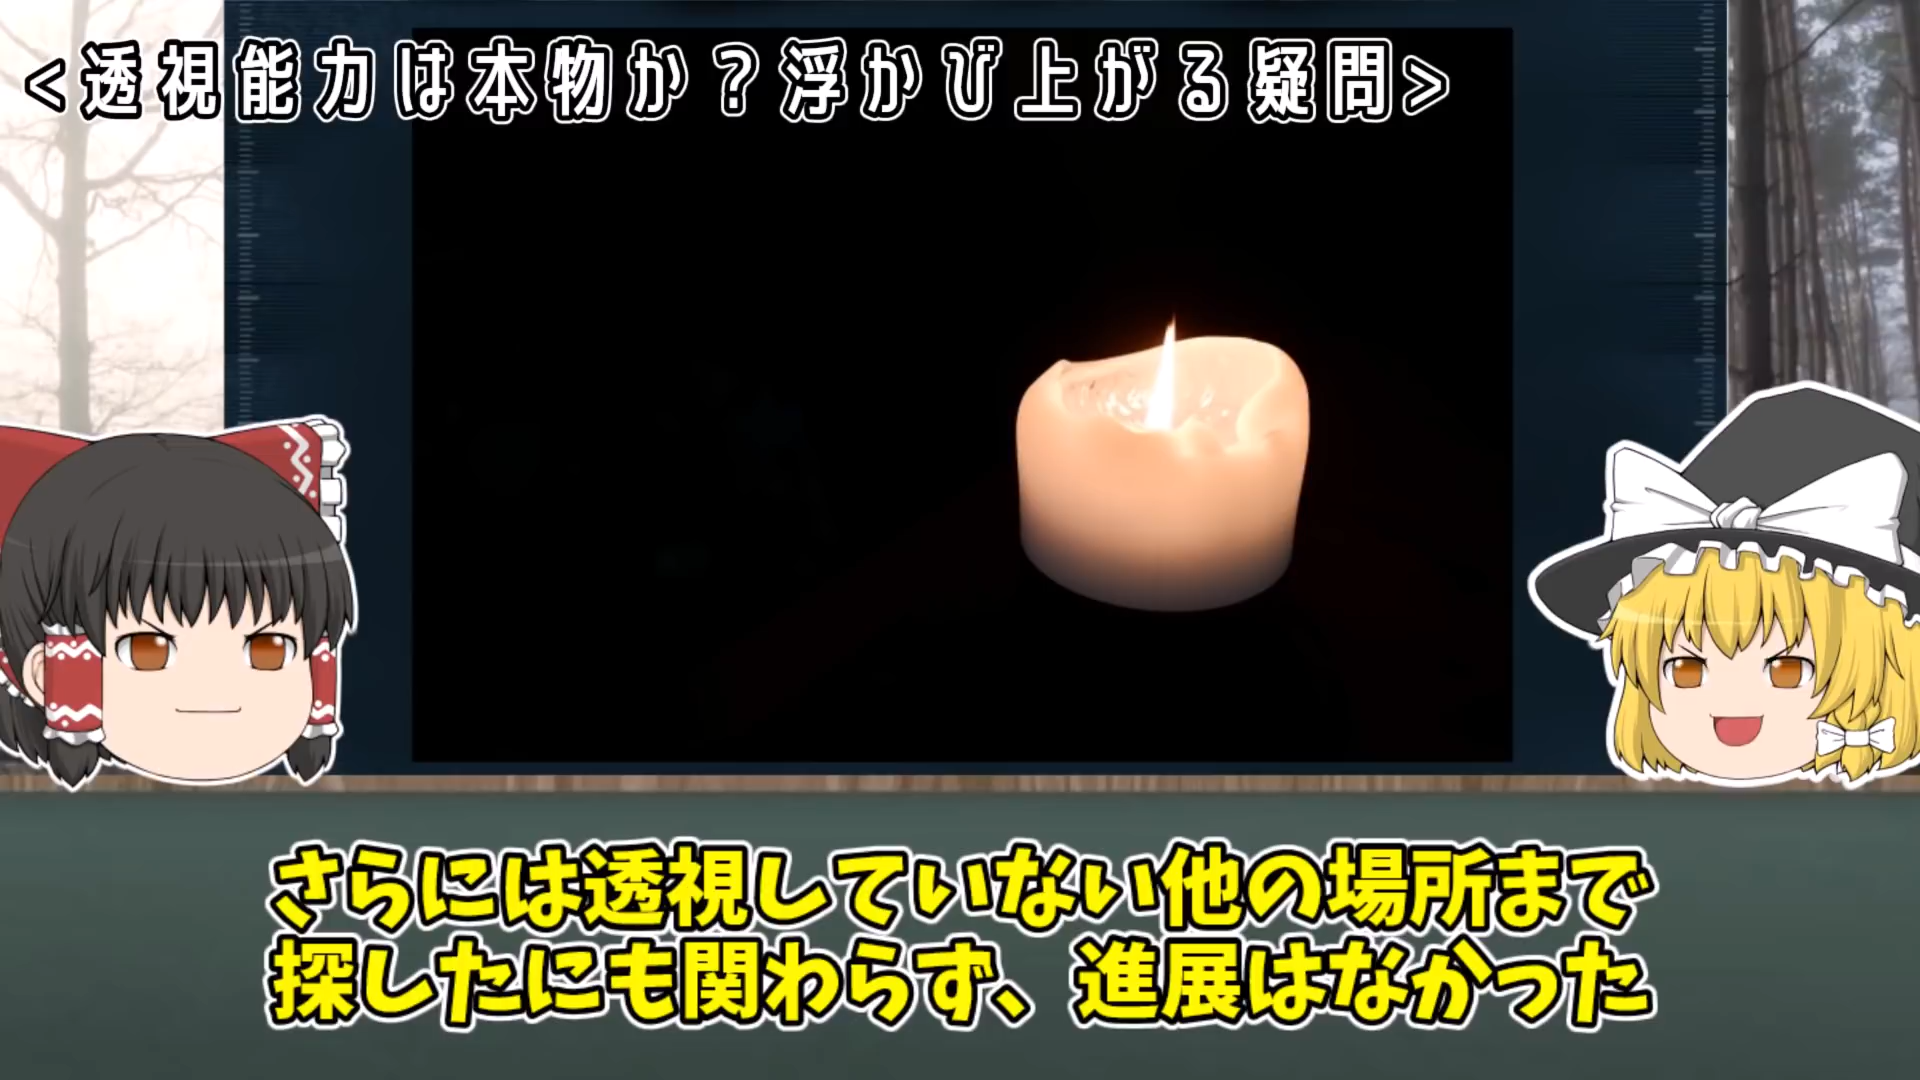 <透視能力は本物か？浮かび上がる疑問>
さらには透視していない他の場所まで
探したにも関わらず、進展はなかった